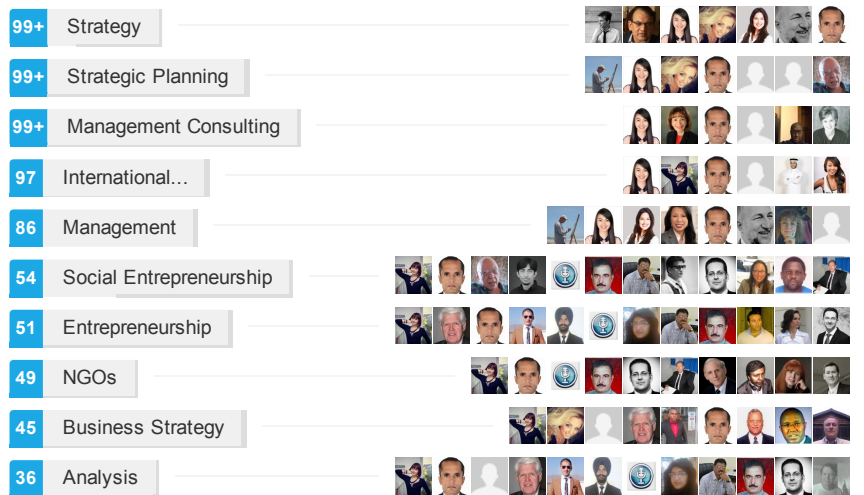 99+ Strategy
99+ Strategic Planning
99+ Management Consulting
97 International...
86 Management
54 Social Entrepreneurship
51 Entrepreneurship
49 NGOs
45 Business Strategy
36 Analysis